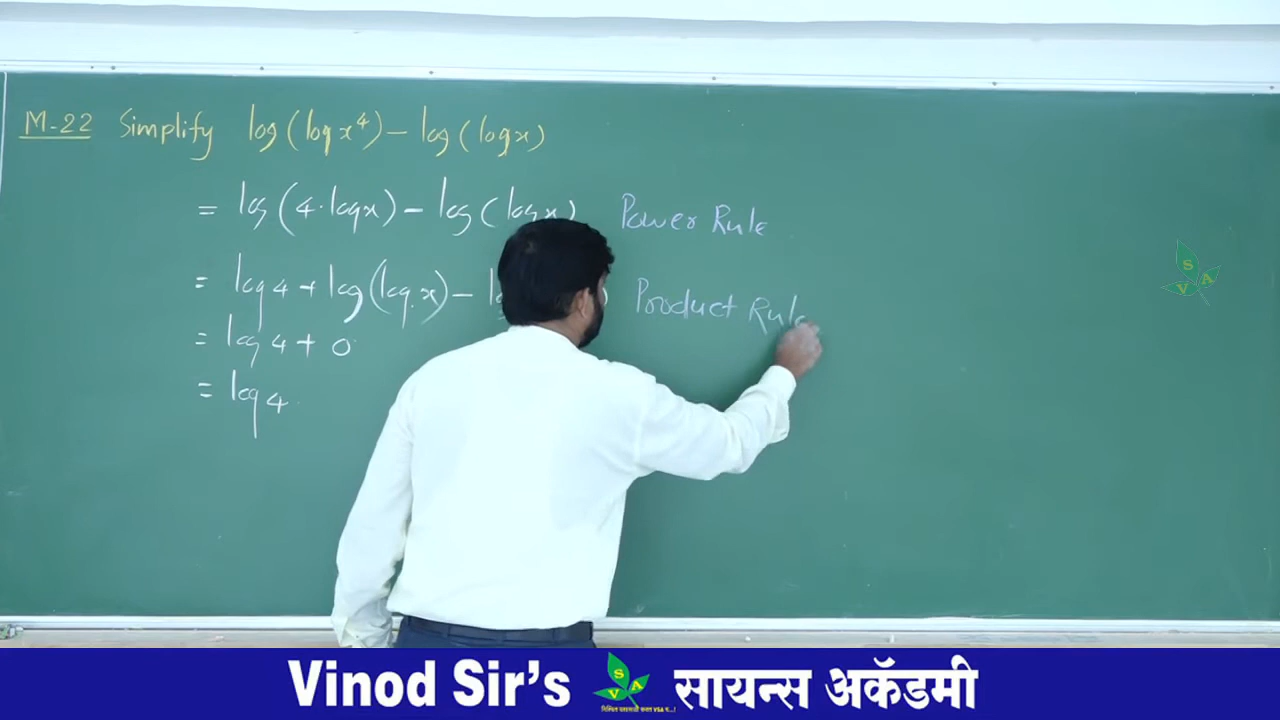 M-22 Simplify log(log x⁴) - log(log x)
= log(4·log x) - log(log x) Power Rule
= log 4 + log(log x) - Product Rule
= log 4 + 0
= log 4
S
V A
Vinod Sir's SVA सायन्स अकॅडमी